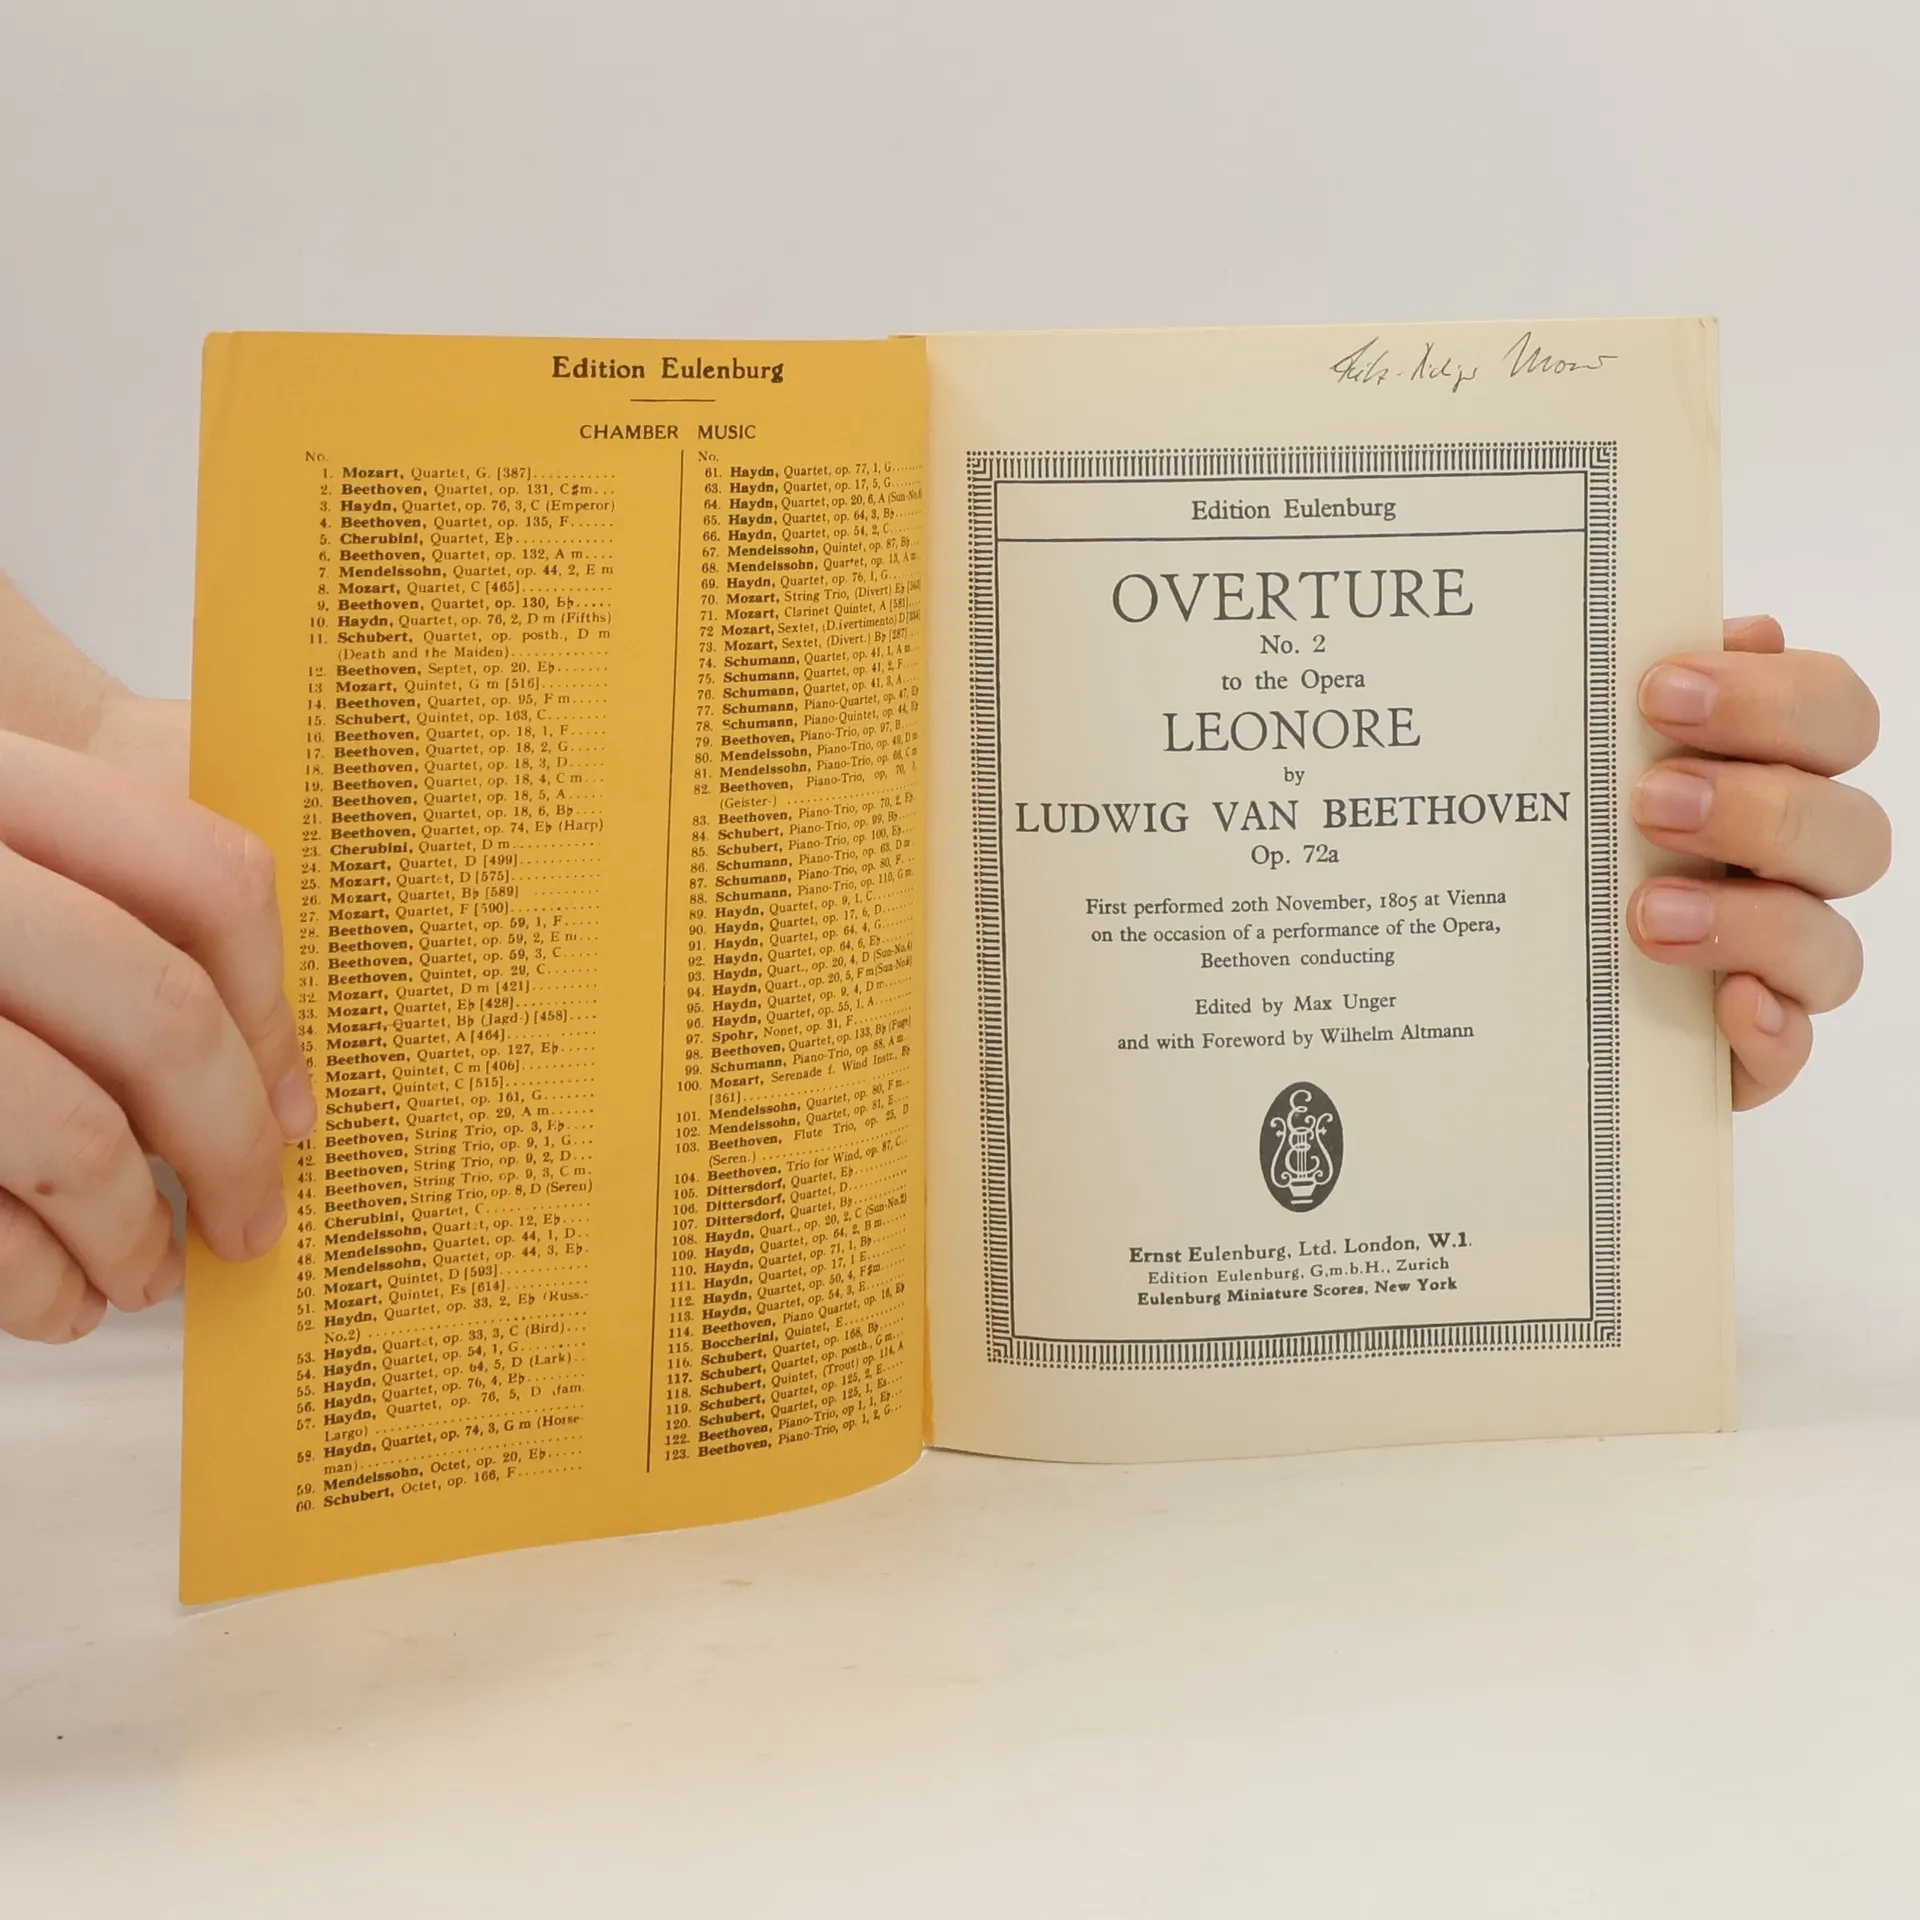 Edition Eulenburg
CHAMBER MUSIC
No.
1. Mozart, Quartet, G. [387]
2. Beethoven, Quartet, op. 131, C♯m
3. Haydn, Quartet, op. 76, 3, C (Emperor)
4. Beethoven, Quartet, op. 135, F
5. Cherubini, Quartet, E♭
6. Beethoven, Quartet, op. 132, A m
7. Mendelssohn, Quartet, op. 44, 2, E m
8. Mozart, Quartet, C [465]
9. Beethoven, Quartet, op. 130, B♭
10. Haydn, Quartet, op. 76, 2, D m (Fifths)
11. Schubert, Quartet, op. posth., D m
(Death and the Maiden)
12. Beethoven, Septet, op. 20, E♭
13 Mozart, Quintet, G m [516]
14. Beethoven, Quartet, op. 95, F m
15. Schubert, Quintet, op. 163, C
16. Beethoven, Quartet, op. 18, 1, F
17. Beethoven, Quartet, op. 18, 2, G
18. Beethoven, Quartet, op. 18, 3, D
19. Beethoven, Quartet, op. 18, 4, C m
20. Beethoven, Quartet, op. 18, 5, A
21. Beethoven, Quartet, op. 18, 6, B♭
22. Beethoven, Quartet, op. 74, E♭ (Harp)
23. Cherubini, Quartet, D m
24. Mozart, Quartet, D [499]
25. Mozart, Quartet, D [575]
26. Mozart, Quartet, B♭ [589]
27. Mozart, Quartet, F [590]
28. Beethoven, Quartet, op. 59, 1, F
29. Beethoven, Quartet, op. 59, 2, E m
30. Beethoven, Quartet, op. 59, 3, C
31. Beethoven, Quintet, op. 29, C
32. Mozart, Quartet, D m [421]
33. Mozart, Quartet, E♭ [428]
34. Mozart, Quartet, B♭ (Jagd-) [458]
35. Mozart, Quartet, A [464]
6. Beethoven, Quartet, op. 127, E♭
Mozart, Quintet, C m [406]
Mozart, Quintet, C [515]
Schubert, Quartet, op. 161, G
Schubert, Quartet, op. 29, A m
41. Beethoven, String Trio, op. 3, E♭
42. Beethoven, String Trio, op. 9, 1, G
43. Beethoven, String Trio, op. 9, 2, D
44. Beethoven, String Trio, op. 9, 3, C m.
45. Beethoven, String Trio, op. 8, D (Seren)
46. Cherubini, Quartet, C
47. Mendelssohn, Quartet, op. 12, E♭
48. Mendelssohn, Quartet, op. 44, 1, D
49. Mendelssohn, Quartet, op. 44, 3, E♭
50. Mozart, Quintet, D [593]
51. Mozart, Quintet, Es [614]
52. Haydn, Quartet, op. 33, 2, E♭ (Russ.-
No.2)
53. Haydn, Quartet, op. 33, 3, C (Bird)
54. Haydn, Quartet, op. 54, 1, G
55. Haydn, Quartet, op. 64, 5, D (Lark)
56. Haydn, Quartet, op. 76, 4, B♭
57. Haydn, Quartet, op. 76, 5, D (fam.
Largo)
58. Haydn, Quartet, op. 74, 3, G m (Horse-
man)
59. Mendelssohn, Octet, op. 20, E♭
60. Schubert, Octet, op. 166, F
No.
61. Haydn, Quartet, op. 77, 1, G
63. Haydn, Quartet, op. 17, 5, G
64. Haydn, Quartet, op. 20, 6, A (Sun-No.
65. Haydn, Quartet, op. 64, 3, B♭
66. Haydn, Quartet, op. 54, 2, C
67. Mendelssohn, Quintet, op. 87, B♭
68. Mendelssohn, Quartet, op. 13, A m
69. Haydn, Quartet, op. 76, 1, G
70. Mozart, String Trio, (Divert) E♭ [563]
71. Mozart, Clarinet Quintet, A [581]
72 Mozart, Sextet, (D.ivertimento) D [334]
73. Mozart, Sextet, (Divert.) B♭ [287]
74. Schumann, Quartet, op. 41, 1, A m
75. Schumann, Quartet, op. 41, 2, F
76. Schumann, Quartet, op. 41, 3, A
77. Schumann, Piano-Quartet, op. 47, E♭
78. Schumann, Piano-Quintet, op. 44, E♭
79. Beethoven, Piano-Trio, op. 97, B
80. Mendelssohn, Piano-Trio, op. 49, D m
81. Mendelssohn, Piano-Trio, op. 66, C m
82. Beethoven, Piano-Trio, op. 70, 1,
(Geister-)
83. Beethoven, Piano-Trio, op. 70, 2, E♭
84. Schubert, Piano-Trio, op. 99, B♭
85. Schubert, Piano-Trio, op. 100, E♭
86. Schumann, Piano-Trio, op. 63, D m
87. Schumann, Piano-Trio, op. 80, F
88. Schumann, Piano-Trio, op. 110, G m
89. Haydn, Quartet, op. 9, 1, C
90. Haydn, Quartet, op. 17, 6, D
91. Haydn, Quartet, op. 64, 4, G
92. Haydn, Quartet, op. 64, 6, E♭
93. Haydn, Quart., op. 20, 4, D (Sun-No.4)
94. Haydn, Quart., op. 20, 5, F m (Sun-No.5)
95. Haydn, Quartet, op. 9, 4, D m
96. Haydn, Quartet, op. 55, 1, A
97. Spohr, Nonet, op. 31, F
98. Beethoven, Quartet, op. 133, B♭ (Fuge)
99. Schumann, Piano-Trio, op. 88, A m
100. Mozart, Serenade f. Wind Instr., B♭
[361]
101. Mendelssohn, Quartet, op. 80, F m
102. Mendelssohn, Quartet, op. 81, E
103. Beethoven, Flute Trio, op. 25, D
(Seren.)
104. Beethoven, Trio for Wind, op. 87, C
105. Dittersdorf, Quartet, E♭
106. Dittersdorf, Quartet, D
107. Dittersdorf, Quartet, B♭
108. Haydn, Quart., op. 20, 2, C (Sun-No.2)
109. Haydn, Quartet, op. 64, 2, B m
110. Haydn, Quartet, op. 71, 1, B♭
111. Haydn, Quartet, op. 17, 1 E
112. Haydn, Quartet, op. 50, 4, F♯m
113. Haydn, Quartet, op. 54, 3, E
114. Beethoven, Piano Quartet, op. 16, E♭
115. Boccherini, Quintet, E
116. Schubert, Quartet, op. 168, B♭
117. Schubert, Quartet, op. posth., G m
118. Schubert, Quintet, (Trout) op. 114, A
119. Schubert, Quartet, op. 125, 2, E
120. Schubert, Quartet, op. 125, 1, Es
122. Beethoven, Piano-Trio, op 1, 1, E♭
123. Beethoven, Piano-Trio, op. 1, 2, G
Edition Eulenburg
OVERTURE
No. 2
to the Opera
LEONORE
by
LUDWIG VAN BEETHOVEN
Op. 72a
First performed 20th November, 1805 at Vienna
on the occasion of a performance of the Opera,
Beethoven conducting
Edited by Max Unger
and with Foreword by Wilhelm Altmann
Ernst Eulenburg, Ltd. London, W.1.
Edition Eulenburg, G.m.b.H., Zurich
Eulenburg Miniature Scores, New York